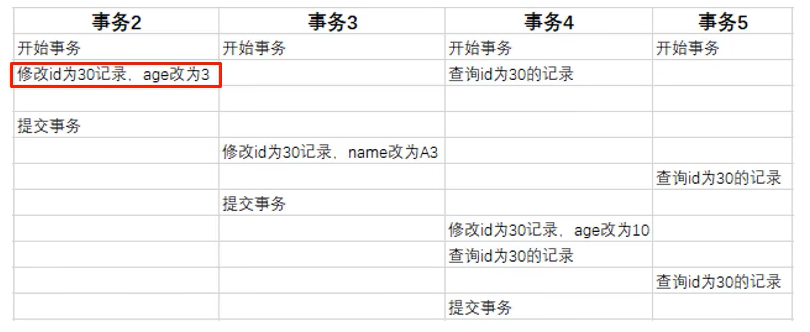 事务2 事务3 事务4 事务5
开始事务 开始事务 开始事务 开始事务
修改id为30记录、age改为3 查询id为30的记录
提交事务
修改id为30记录、name改为A3
查询id为30的记录
提交事务
修改id为30记录、age改为10
查询id为30的记录
查询id为30的记录
提交事务